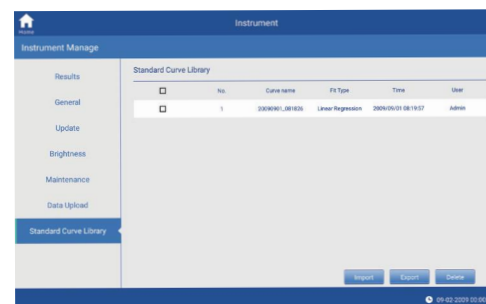 Home
Instrument
Instrument Manage
Results
General
Update
Brightness
Maintenance
Data Upload
Standard Curve Library
Standard Curve Library
No. Curve name Fit Type Time User
1 20090901_081826 Linear Regression 2009/09/01 08:19:57 Admin
Import Export Delete
09-02-2009 00:00